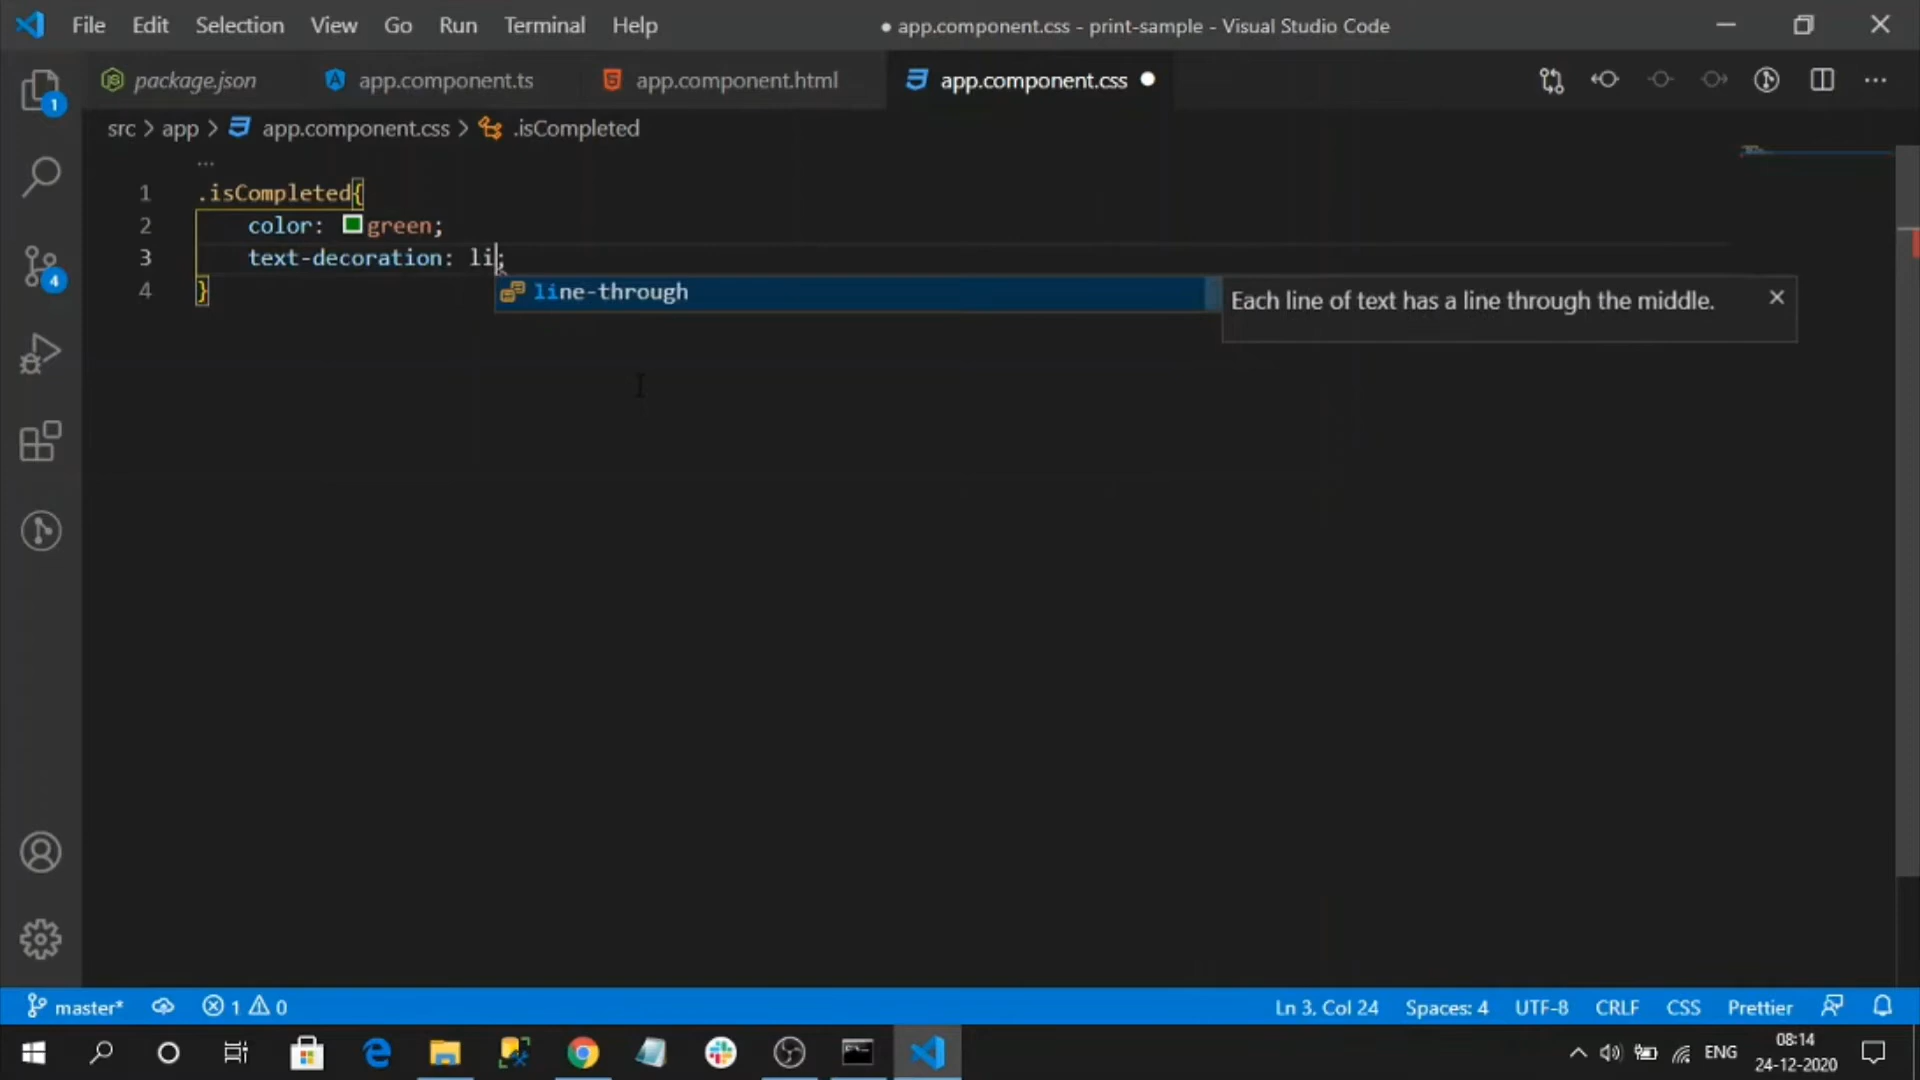 File Edit Selection View Go Run Terminal Help ● app.component.css - print-sample - Visual Studio Code
package.json app.component.ts app.component.html app.component.css
1
src > app > app.component.css > .isCompleted
...
1 .isCompleted{
2 color: green;
3 text-decoration: li;
4 }
line-through
Each line of text has a line through the middle.
4
master* 1 0 Ln 3, Col 24 Spaces: 4 UTF-8 CRLF CSS Prettier
ENG 08:14
24-12-2020